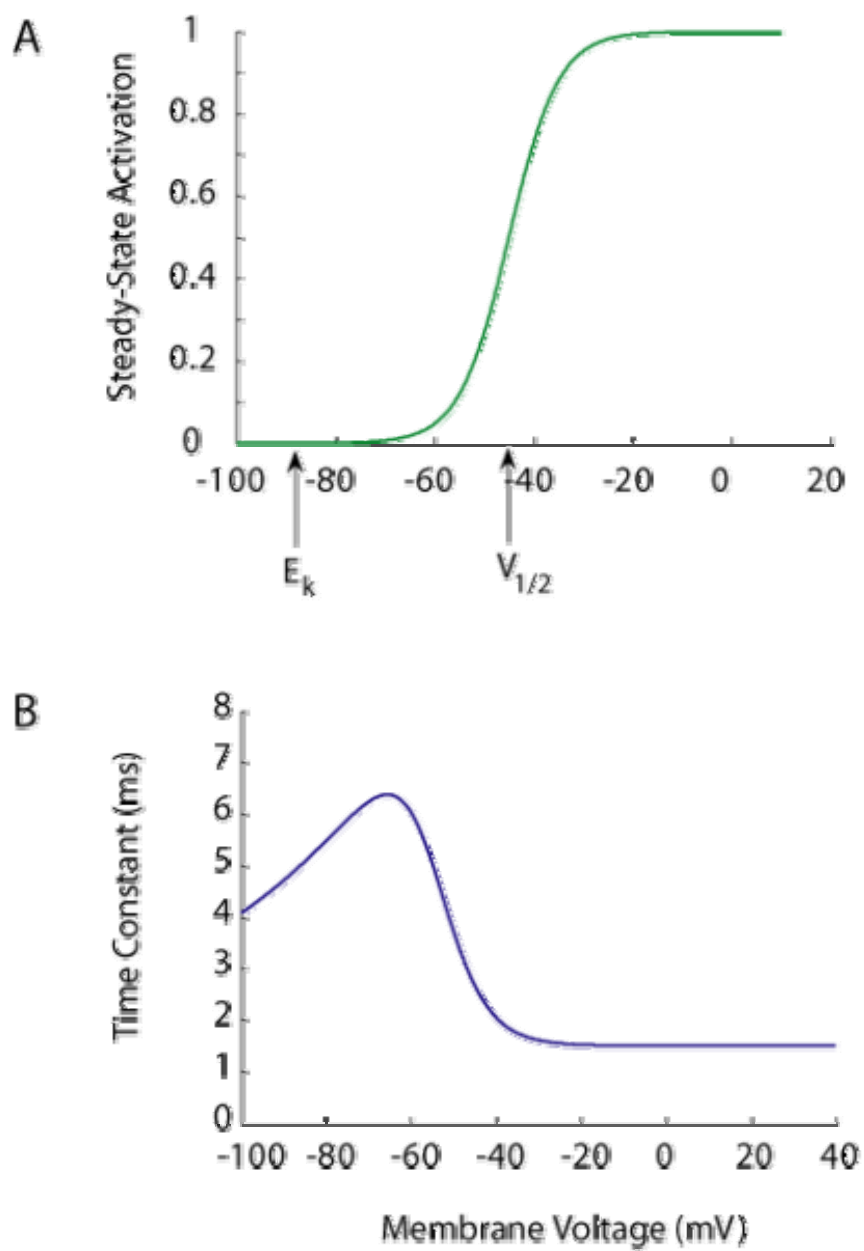 A
Steady-State Activation
1
0.8
0.6
0.4
0.2
0
-100 -80 -60 -40 -20 0 20
Ek V1/2
B
Time Constant (ms)
8
7
6
5
4
3
2
1
0
-100 -80 -60 -40 -20 0 20 40
Membrane Voltage (mV)